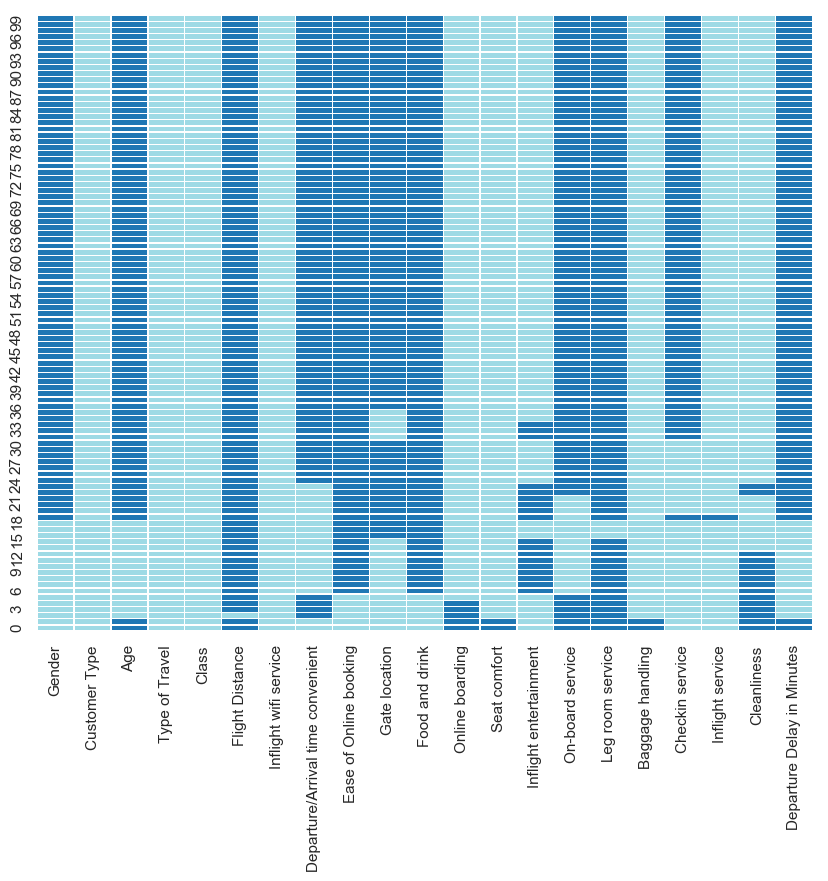 99
96
93
90
87
84
81
78
75
72
69
66
63
60
57
54
51
48
45
42
39
36
33
30
27
24
21
18
15
12
9
6
3
0
Gender
Customer Type
Age
Type of Travel
Class
Flight Distance
Inflight wifi service
Departure/Arrival time convenient
Ease of Online booking
Gate location
Food and drink
Online boarding
Seat comfort
Inflight entertainment
On-board service
Leg room service
Baggage handling
Checkin service
Inflight service
Cleanliness
Departure Delay in Minutes